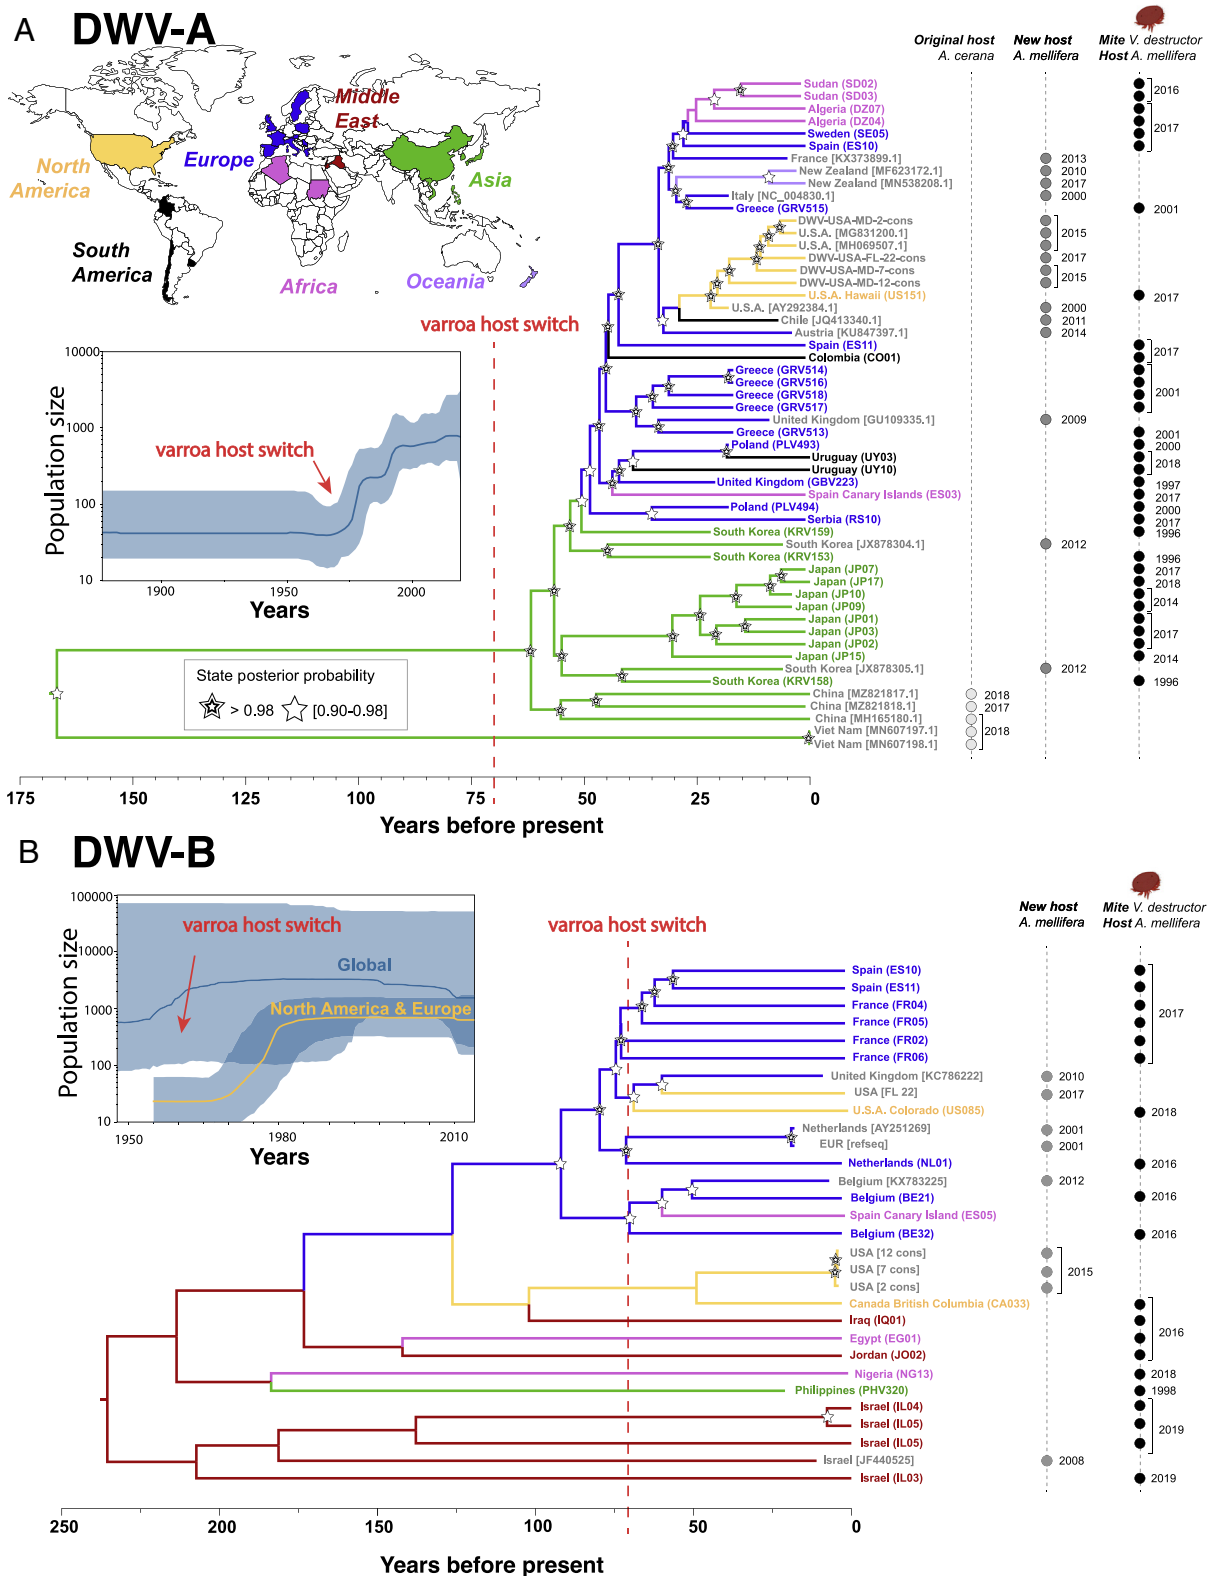 A DWV-A
Original host
A. cerana
New host
A. mellifera
Mite V. destructor
Host A. mellifera
Middle
East
North
America
Europe
Asia
South
America
Africa
Oceania
varroa host switch
Sudan (SD02)
Sudan (SD03)
2016
Algeria (DZ07)
Algeria (DZ04)
Sweden (SE05)
2017
Spain (ES10)
France [KX373899.1]
2013
New Zealand [MF623172.1]
2010
New Zealand [MN538208.1]
2017
Italy [NC_004830.1]
2000
Greece (GRV515)
2001
DWV-USA-MD-2-cons
U.S.A. [MG831200.1]
2015
U.S.A. [MH069507.1]
DWV-USA-FL-22-cons
2017
DWV-USA-MD-7-cons
2015
DWV-USA-MD-12-cons
U.S.A. Hawaii (US151)
2017
U.S.A. [AY292384.1]
2000
Chile [JQ413340.1]
2011
Austria [KU847397.1]
2014
Spain (ES11)
2017
Colombia (CO01)
Greece (GRV514)
Greece (GRV516)
2001
Greece (GRV518)
Greece (GRV517)
United Kingdom [GU109335.1]
2009
Greece (GRV513)
2001
Poland (PLV493)
2000
Uruguay (UY03)
2018
Uruguay (UY10)
United Kingdom (GBV223)
1997
Spain Canary Islands (ES03)
2017
Poland (PLV494)
2000
Serbia (RS10)
2017
South Korea (KRV159)
1996
South Korea [JX878304.1]
2012
South Korea (KRV153)
1996
Japan (JP07)
2017
Japan (JP17)
2018
Japan (JP10)
2014
Japan (JP09)
Japan (JP01)
Japan (JP03)
2017
Japan (JP02)
Japan (JP15)
2014
South Korea [JX878305.1]
2012
South Korea (KRV158)
1996
China [MZ821817.1]
2018
China [MZ821818.1]
2017
China [MH165180.1]
Viet Nam [MN607197.1]
2018
Viet Nam [MN607198.1]
Population size
10000
1000
100
10
varroa host switch
1900
1950
2000
Years
State posterior probability
> 0.98
[0.90-0.98]
175
150
125
100
75
50
25
0
Years before present
B DWV-B
New host
A. mellifera
Mite V. destructor
Host A. mellifera
Population size
100000
10000
1000
100
10
varroa host switch
Global
North America & Europe
1950
1980
2010
Years
varroa host switch
Spain (ES10)
Spain (ES11)
France (FR04)
2017
France (FR05)
France (FR02)
France (FR06)
United Kingdom [KC786222]
2010
USA [FL 22]
2017
U.S.A. Colorado (US085)
2018
Netherlands [AY251269]
2001
EUR [refseq]
2001
Netherlands (NL01)
2016
Belgium [KX783225]
2012
Belgium (BE21)
2016
Spain Canary Island (ES05)
Belgium (BE32)
2016
USA [12 cons]
USA [7 cons]
2015
USA [2 cons]
Canada British Columbia (CA033)
Iraq (IQ01)
2016
Egypt (EG01)
Jordan (JO02)
Nigeria (NG13)
2018
Philippines (PHV320)
1998
Israel (IL04)
Israel (IL05)
2019
Israel (IL05)
Israel [JF440525]
2008
Israel (IL03)
2019
250
200
150
100
50
0
Years before present